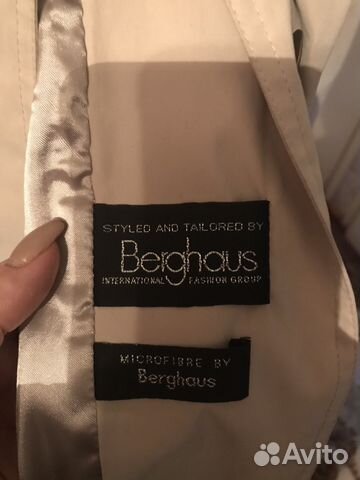 STYLED AND TAILORED BY
Berghaus
INTERNATIONAL FASHION GROUP
MICROFIBRE BY
Berghaus
Avito